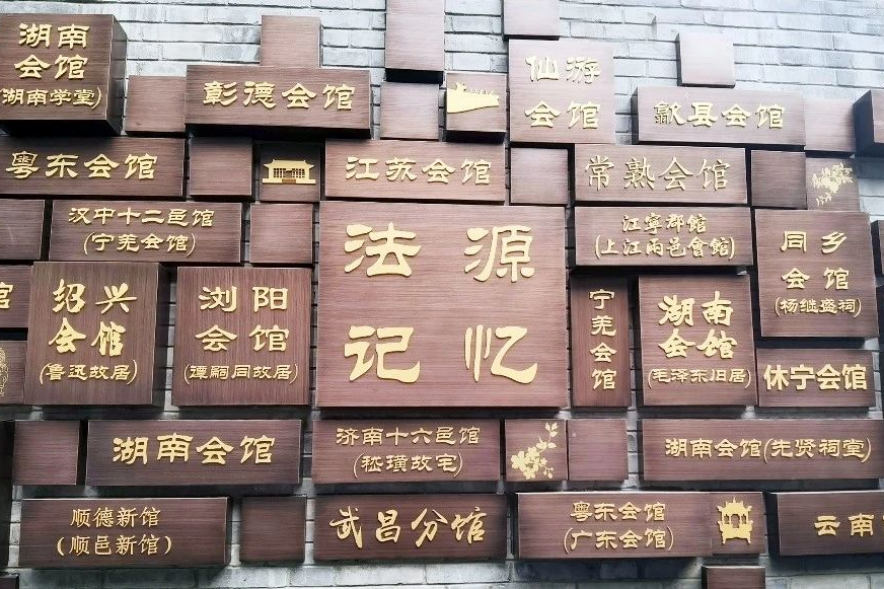 湖南
会馆
(湖南学堂)
彰德会馆
仙游
会馆
歙县会馆
粤东会馆
江苏会馆
常熟会馆
汉中十二邑馆
(宁羌会馆)
法源
记忆
江宁郡館
(上江兩邑會館)
同乡
会馆
(杨继盛祠)
馆
绍兴
会馆
(鲁迅故居)
浏阳
会馆
(谭嗣同故居)
宁羌会馆
湖南
会馆
(毛泽东旧居)
休宁会馆
湖南会馆
济南十六邑馆
(嵇璜故宅)
湖南会馆(先贤祠堂)
顺德新馆
(顺邑新馆)
武昌分馆
粤东会馆
(广东会馆)
云南